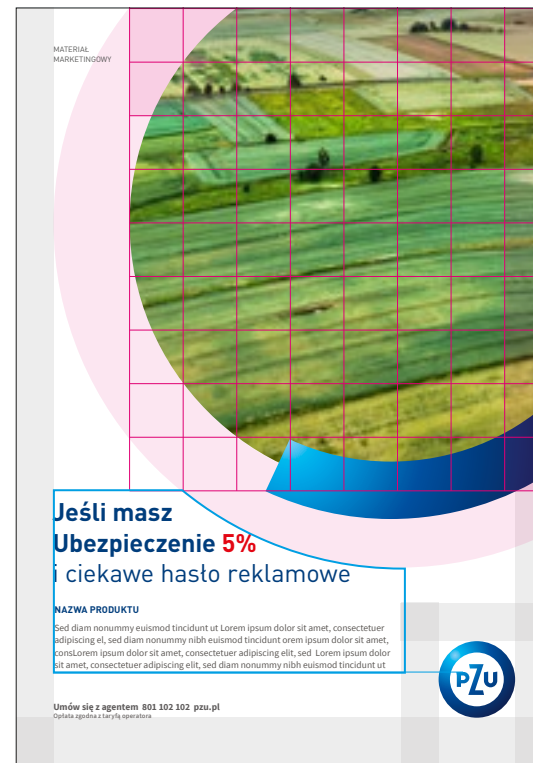 MATERIAŁ
MARKETINGOWY
Jeśli masz
Ubezpieczenie 5%
i ciekawe hasło reklamowe
NAZWA PRODUKTU
Sed diam nonummy euismod tincidunt ut Lorem ipsum dolor sit amet, consectetuer
adipiscing el, sed diam nonummy nibh euismod tincidunt orem ipsum dolor sit amet,
consLorem ipsum dolor sit amet, consectetuer adipiscing elit, sed Lorem ipsum dolor
sit amet, consectetuer adipiscing elit, sed diam nonummy nibh euismod tincidunt ut
PZU
Umów się z agentem 801 102 102 pzu.pl
Opłata zgodna z taryfą operatora